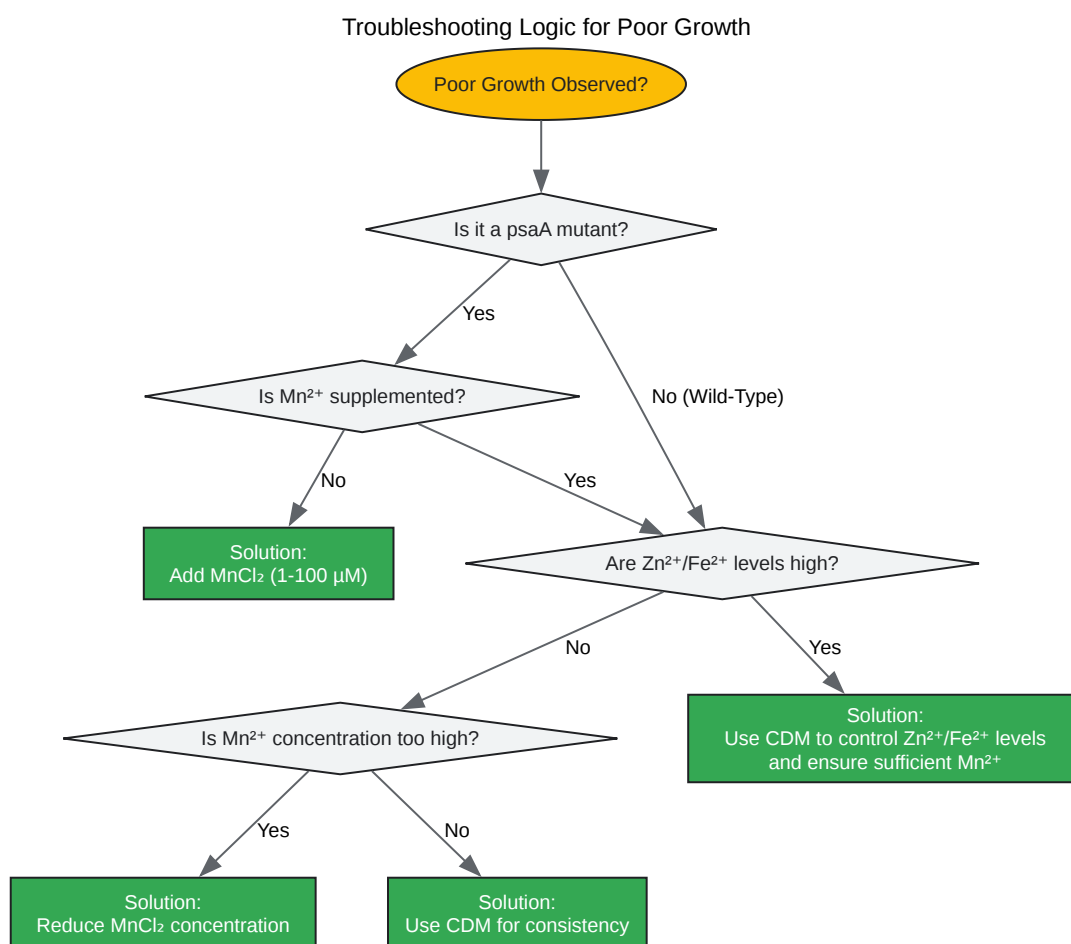 Troubleshooting Logic for Poor Growth
Poor Growth Observed?
Is it a psaA mutant?
Yes
No (Wild-Type)
Is Mn²⁺ supplemented?
No
Yes
Solution:
Add MnCl₂ (1-100 µM)
Are Zn²⁺/Fe²⁺ levels high?
No
Yes
Is Mn²⁺ concentration too high?
Solution:
Use CDM to control Zn²⁺/Fe²⁺ levels
and ensure sufficient Mn²⁺
Yes
No
Solution:
Reduce MnCl₂ concentration
Solution:
Use CDM for consistency